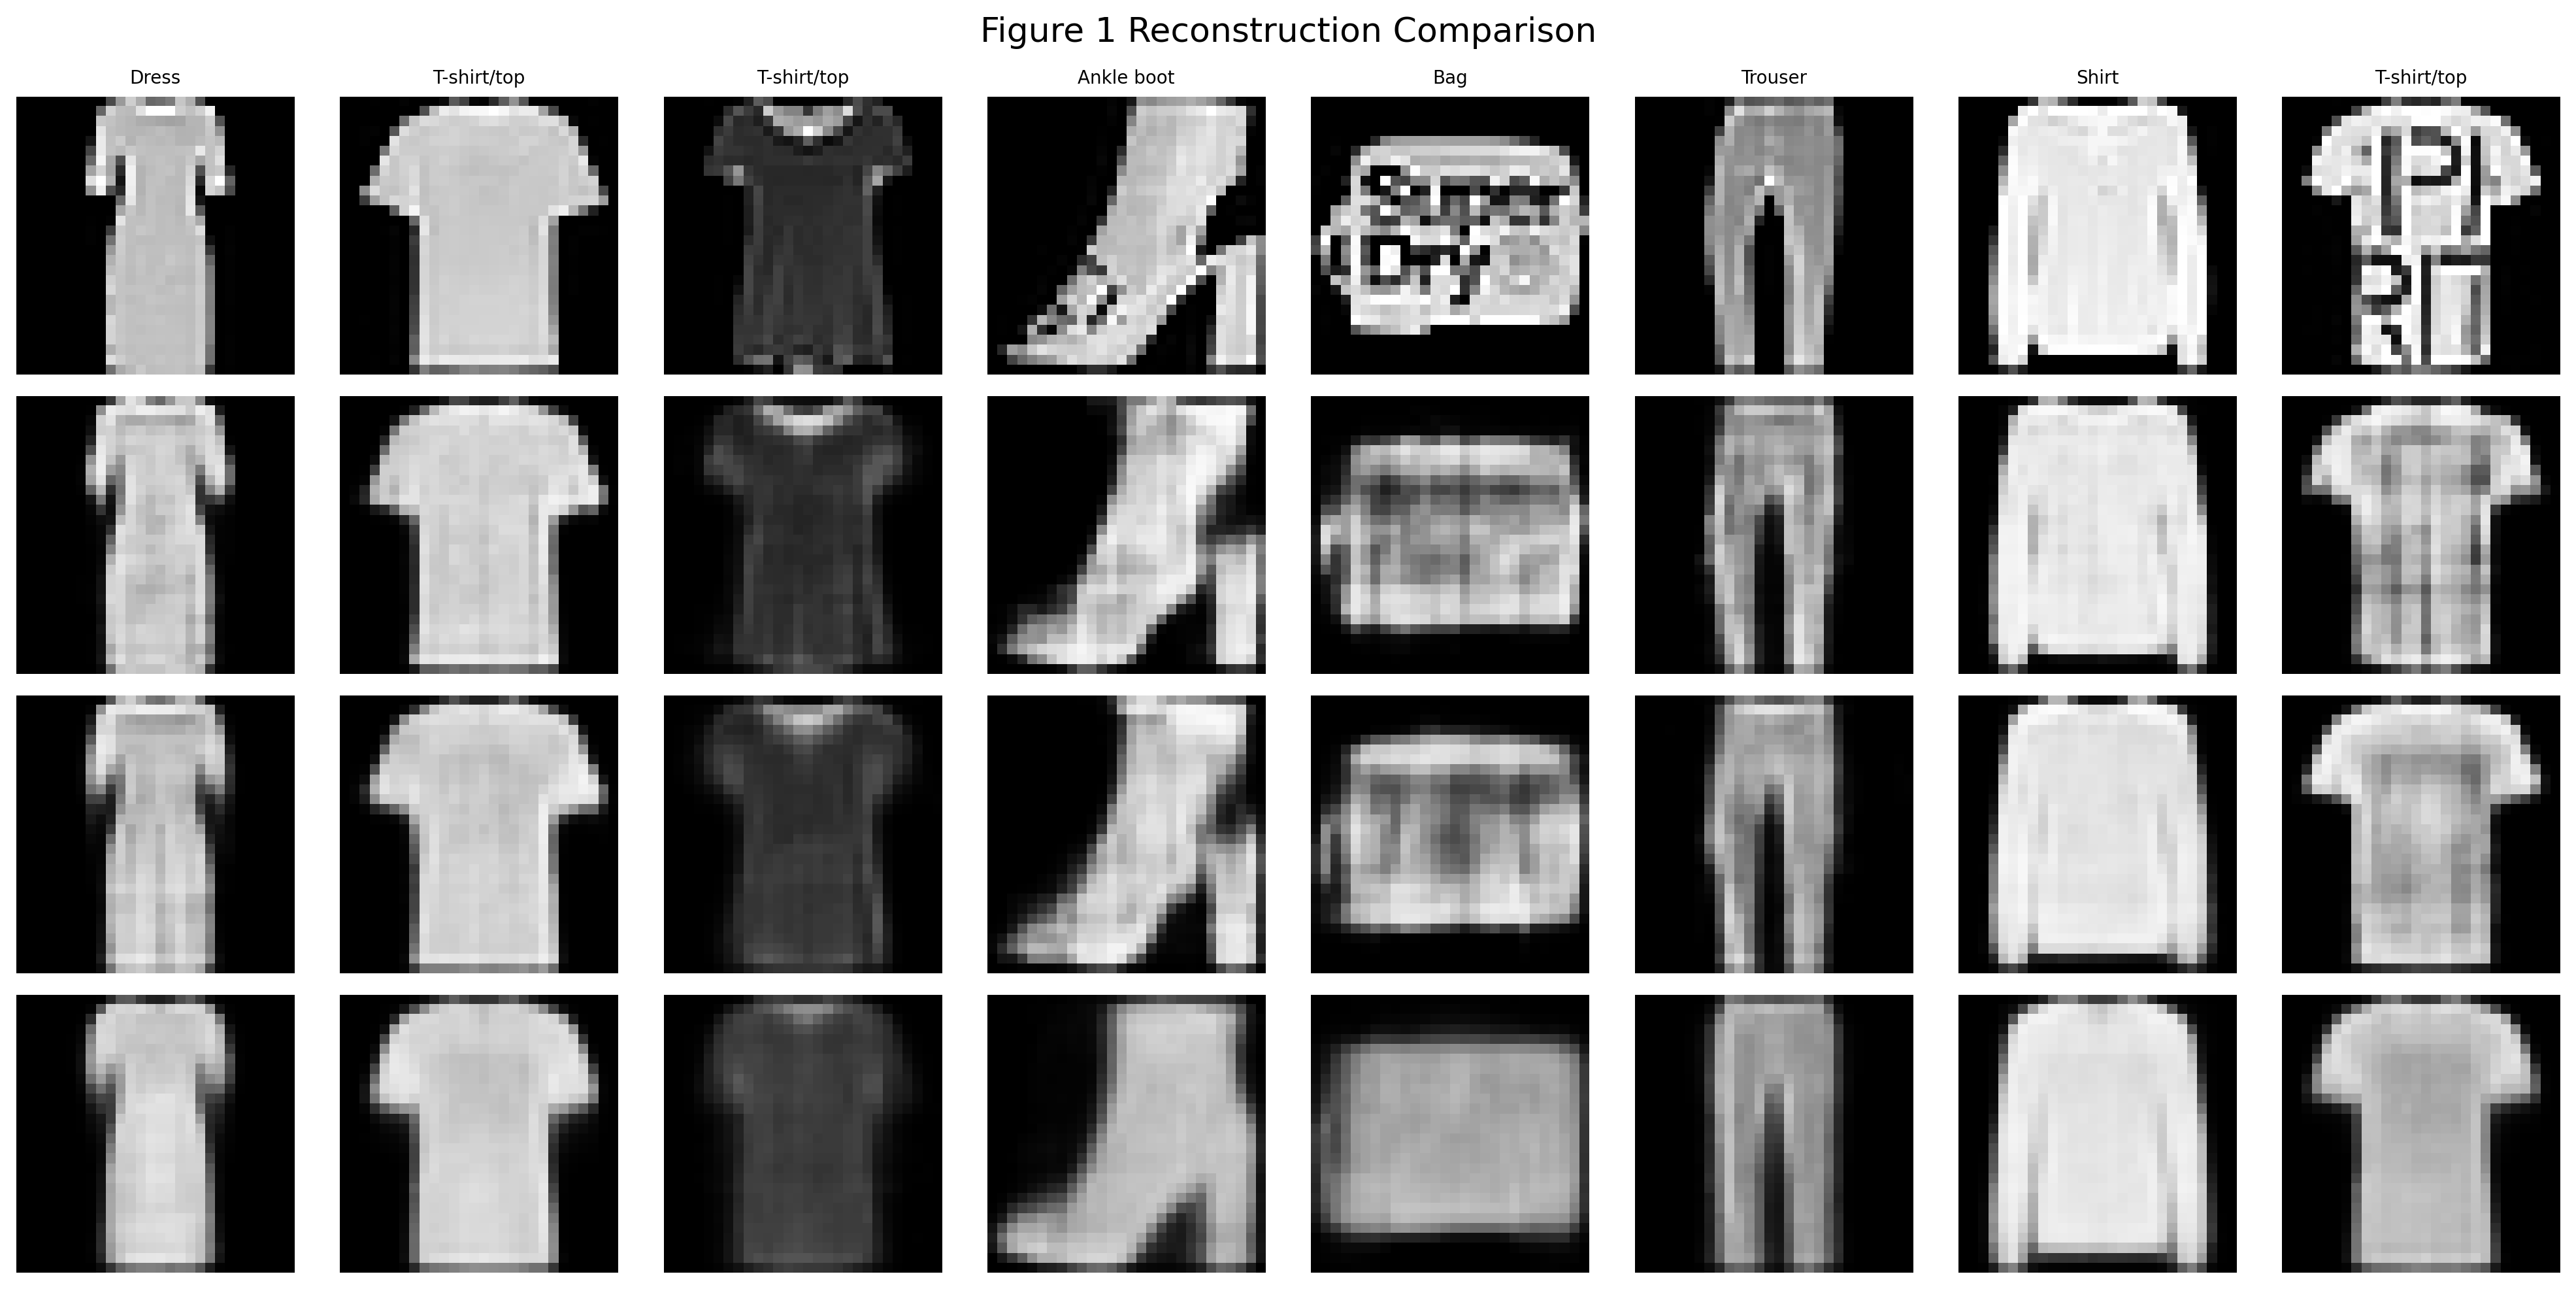 Figure 1 Reconstruction Comparison
Dress T-shirt/top T-shirt/top Ankle boot Bag Trouser Shirt T-shirt/top
Super
Dry